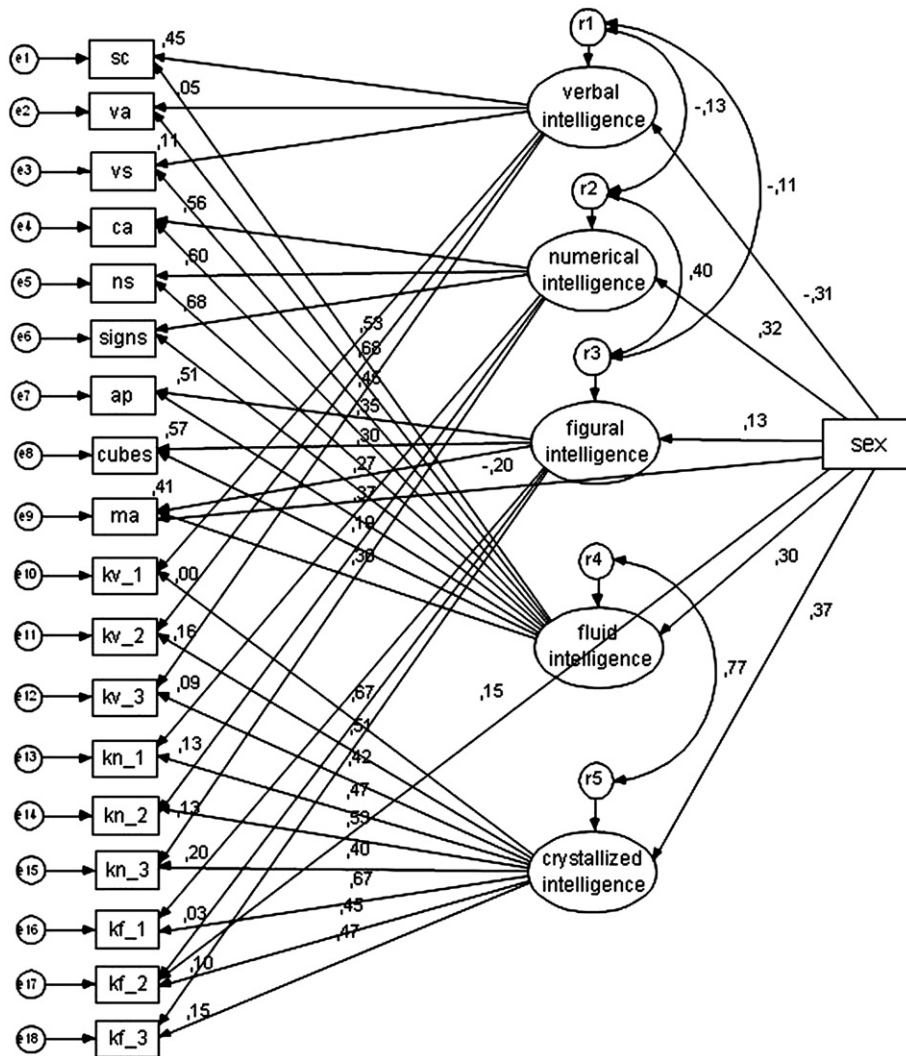 r1
,45
e1
sc
-,13
verbal
intelligence
,05
e2
va
,11
e3
vs
-,11
r2
,56
e4
ca
numerical
intelligence
,60
e5
ns
,40
-,31
,68
,53
,32
e6
signs
,68
r3
,51
,46
e7
ap
,35
figural
intelligence
,13
sex
,57
,30
e8
cubes
-,20
,27
,41
,37
e9
ma
,19
,38
r4
,30
e10
kv_1
,00
,37
fluid
intelligence
e11
kv_2
,16
,77
e12
kv_3
,09
,67
,15
,51
e13
kn_1
,13
,42
r5
,47
e14
kn_2
,13
,53
,40
e15
kn_3
,20
crystallized
intelligence
,67
e16
kf_1
,03
,45
,47
e17
kf_2
,10
,15
e18
kf_3